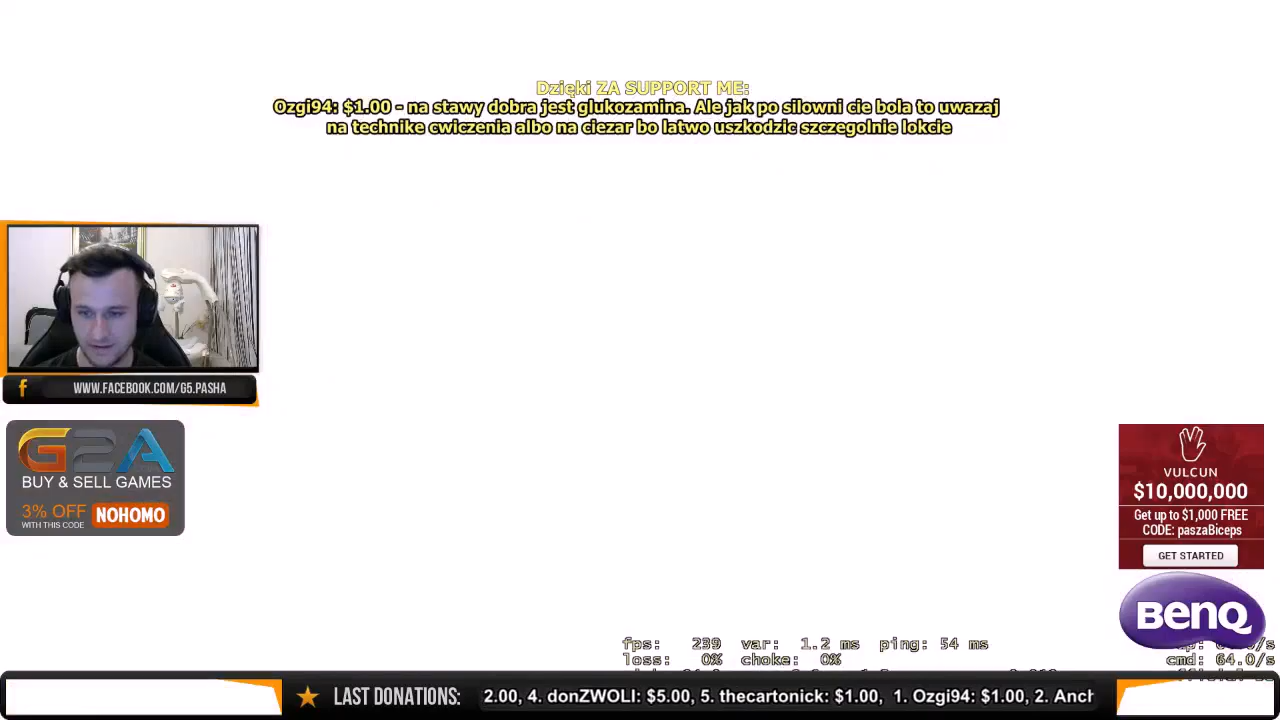 Dzięki ZA SUPPORT ME:
Ozgi94: $1.00 - na stawy dobra jest glukozamina. Ale jak po silowni cie bola to uwazaj
na technike cwiczenia albo na ciezar bo latwo uszkodzic szczegolnie lokcie
f WWW.FACEBOOK.COM/G5.PASHA
G2A
BUY & SELL GAMES
3% OFF
WITH THIS CODE
NOHOMO
VULCUN
$10,000,000
Get up to $1,000 FREE
CODE: paszaBiceps
GET STARTED
BenQ
fps: 239 var: 1.2 ms ping: 54 ms
loss: 0% choke: 0%
cmd: 64.0/s
LAST DONATIONS: 2.00, 4. donZWOLI: $5.00, 5. thecartonick: $1.00, 1. Ozgi94: $1.00, 2. Anch